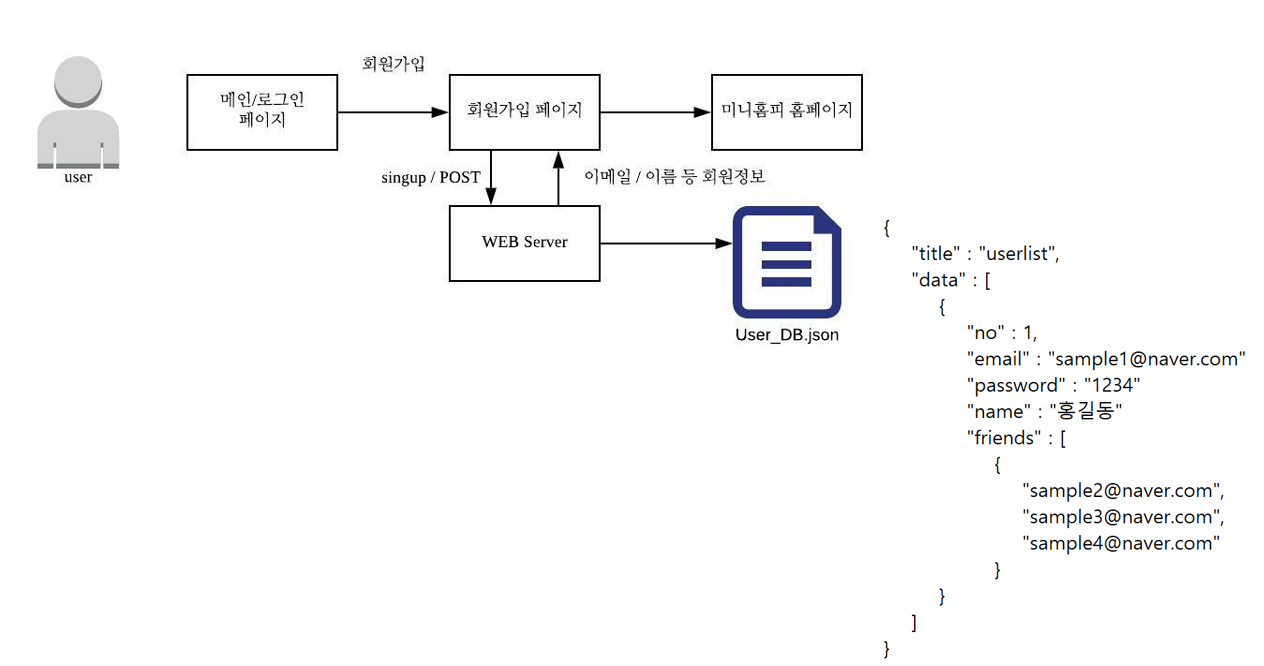 user
메인/로그인
페이지
회원가입
회원가입 페이지
미니홈피 홈페이지
singup / POST
이메일 / 이름 등 회원정보
WEB Server
User_DB.json
{
"title" : "userlist",
"data" : [
{
"no" : 1,
"email" : "sample1@naver.com"
"password" : "1234"
"name" : "홍길동"
"friends" : [
{
"sample2@naver.com",
"sample3@naver.com",
"sample4@naver.com"
}
}
]
}